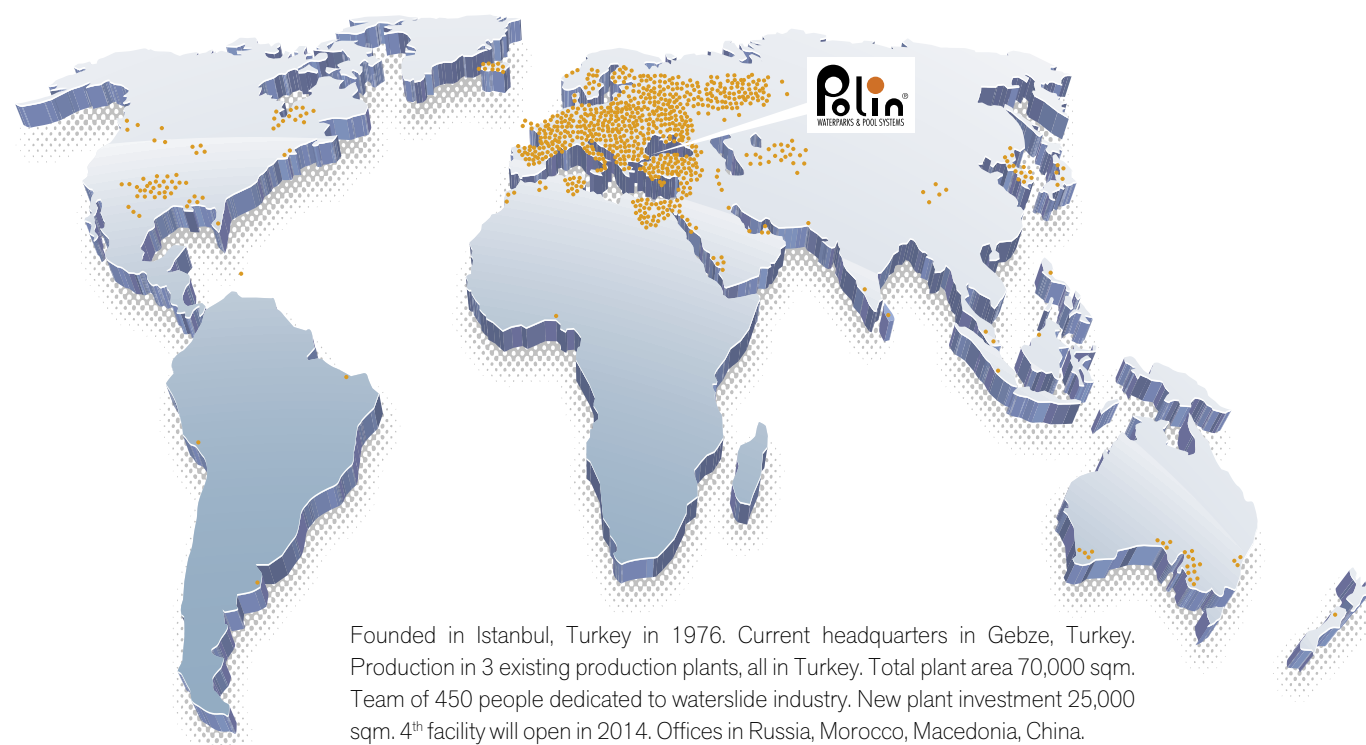 Polin®
WATERPARKS & POOL SYSTEMS
Founded in Istanbul, Turkey in 1976. Current headquarters in Gebze, Turkey.
Production in 3 existing production plants, all in Turkey. Total plant area 70,000 sqm.
Team of 450 people dedicated to waterslide industry. New plant investment 25,000
sqm. 4th facility will open in 2014. Offices in Russia, Morocco, Macedonia, China.